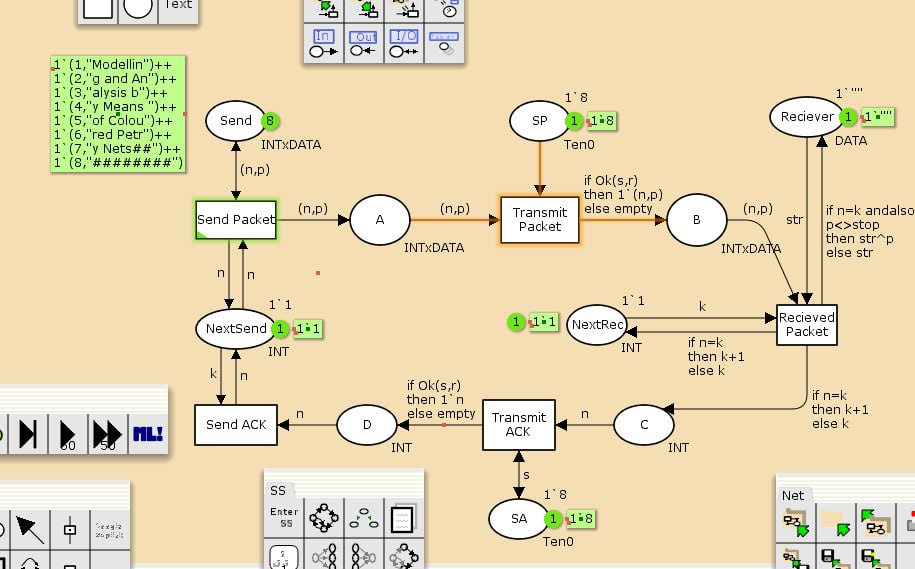 Text
In
Out
I/O
1`(1,"Modellin")++
1`(2,"g and An")++
1`(3,"alysis b")++
1`(4,"y Means ")++
1`(5,"of Colou")++
1`(6,"red Petr")++
1`(7,"y Nets##")++
1`(8,"########")
Send
8
INTxDATA
(n,p)
1`8
SP
1
1`8
Ten0
1`""
Reciever
1
1`""
DATA
Send Packet
(n,p)
A
INTxDATA
(n,p)
Transmit
Packet
if Ok(s,r)
then 1`(n,p)
else empty
B
INTxDATA
(n,p)
str
if n=k andalso
p<>stop
then str^p
else str
n
n
1`1
NextSend
1
1`1
INT
1
1`1
1`1
NextRec
INT
k
if n=k
then k+1
else k
Recieved
Packet
k
n
Send ACK
n
D
INT
if Ok(s,r)
then 1`n
else empty
Transmit
ACK
n
C
INT
if n=k
then k+1
else k
s
1`8
SA
1
1`8
Ten0
50
ML!
SS
Enter
SS
Net